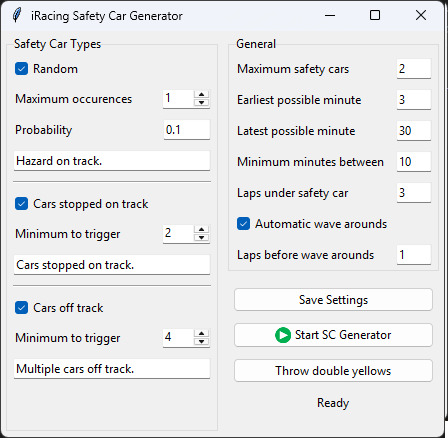 iRacing Safety Car Generator
Safety Car Types
Random
Maximum occurences 1
Probability 0.1
Hazard on track.
Cars stopped on track
Minimum to trigger 2
Cars stopped on track.
Cars off track
Minimum to trigger 4
Multiple cars off track.
General
Maximum safety cars 2
Earliest possible minute 3
Latest possible minute 30
Minimum minutes between 10
Laps under safety car 3
Automatic wave arounds
Laps before wave arounds 1
Save Settings
Start SC Generator
Throw double yellows
Ready